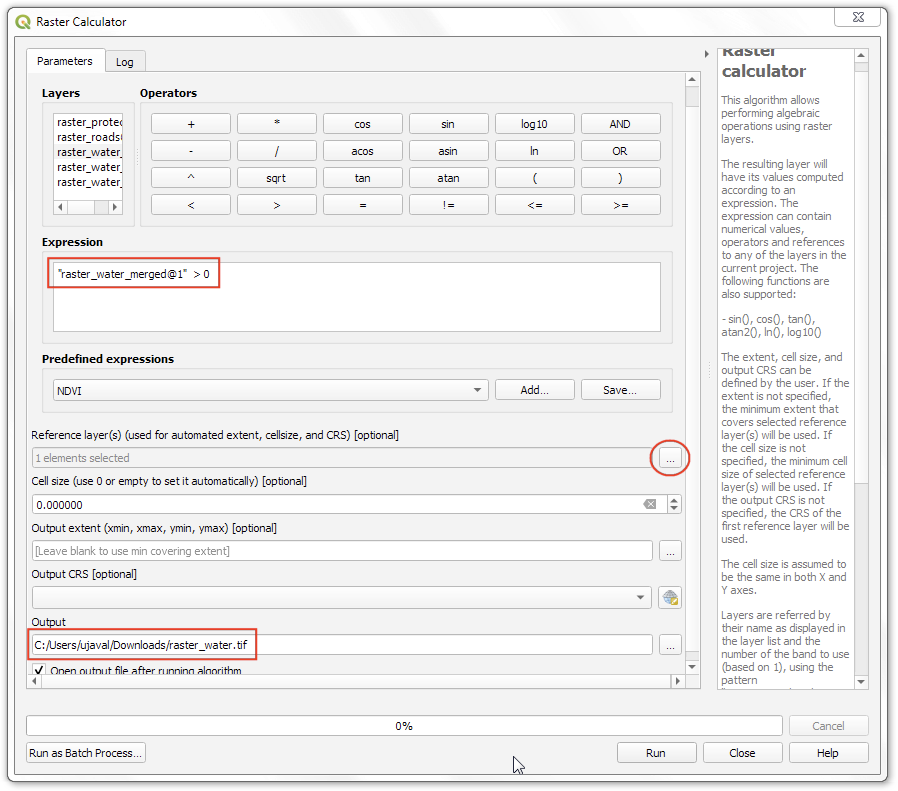 Raster Calculator
Parameters
Log
Layers
raster_protec
raster_roads(
raster_water_
raster_water_
raster_water_
Operators
+ * cos sin log10 AND
- / acos asin ln OR
^ sqrt tan atan ( )
< > = != <= >=
Expression
"raster_water_merged@1" > 0
Predefined expressions
NDVI
Add...
Save...
Reference layer(s) (used for automated extent, cellsize, and CRS) [optional]
1 elements selected
...
Cell size (use 0 or empty to set it automatically) [optional]
0.000000
Output extent (xmin, xmax, ymin, ymax) [optional]
[Leave blank to use min covering extent]
...
Output CRS [optional]
Output
C:/Users/ujaval/Downloads/raster_water.tif
...
Open output file after running algorithm
Raster
calculator
This algorithm allows
performing algebraic
operations using raster
layers.
The resulting layer will
have its values computed
according to an
expression. The
expression can contain
numerical values,
operators and references
to any of the layers in the
current project. The
following functions are
also supported:
- sin(), cos(), tan(),
atan2(), ln(), log10()
The extent, cell size, and
output CRS can be
defined by the user. If the
extent is not specified,
the minimum extent that
covers selected reference
layer(s) will be used. If
the cell size is not
specified, the minimum cell
size of selected reference
layer(s) will be used. If
the output CRS is not
specified, the CRS of the
first reference layer will be
used.
The cell size is assumed to
be the same in both X and
Y axes.
Layers are referred by
their name as displayed in
the layer list and the
number of the band to use
(based on 1), using the
pattern
0%
Cancel
Run as Batch Process...
Run
Close
Help